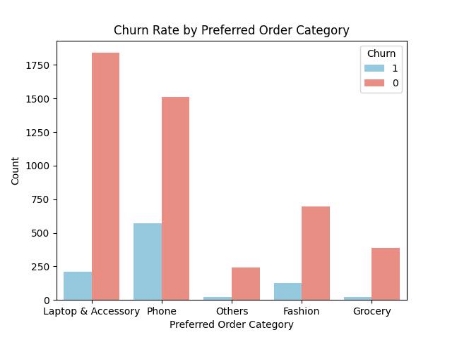 Churn Rate by Preferred Order Category
Churn
1
0
1750
1500
1250
1000
750
500
250
0
Count
Laptop & Accessory Phone Others Fashion Grocery
Preferred Order Category